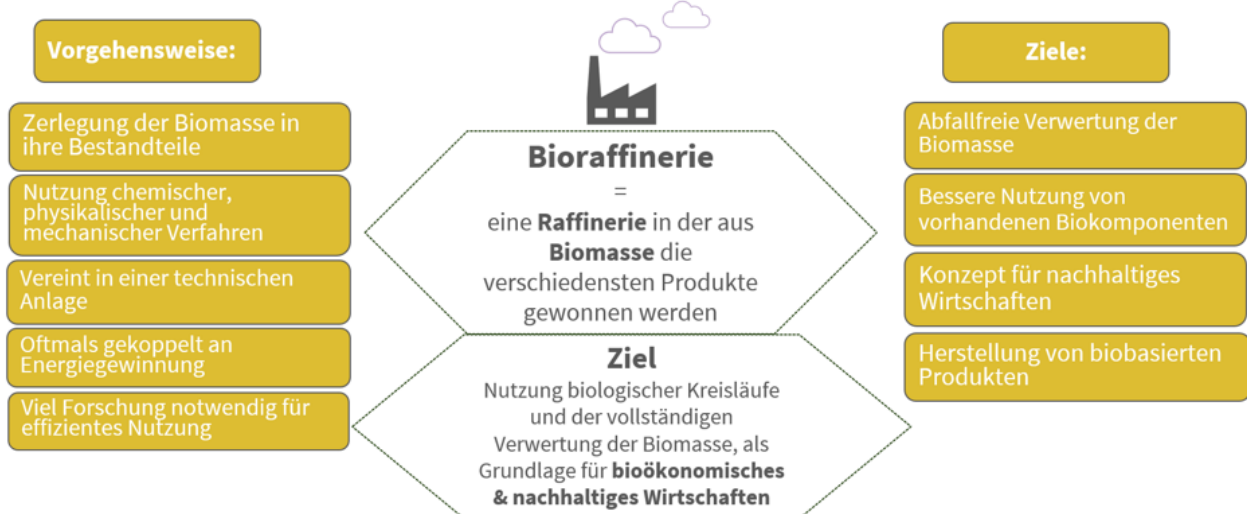 Vorgehensweise:
Zerlegung der Biomasse in
ihre Bestandteile
Nutzung chemischer,
physikalischer und
mechanischer Verfahren
Vereint in einer technischen
Anlage
Oftmals gekoppelt an
Energiegewinnung
Viel Forschung notwendig für
effizientes Nutzung
Bioraffinerie
=
eine Raffinerie in der aus
Biomasse die
verschiedensten Produkte
gewonnen werden
Ziel
Nutzung biologischer Kreisläufe
und der vollständigen
Verwertung der Biomasse, als
Grundlage für bioökonomisches
& nachhaltiges Wirtschaften
Ziele:
Abfallfreie Verwertung der
Biomasse
Bessere Nutzung von
vorhandenen Biokomponenten
Konzept für nachhaltiges
Wirtschaften
Herstellung von biobasierten
Produkten